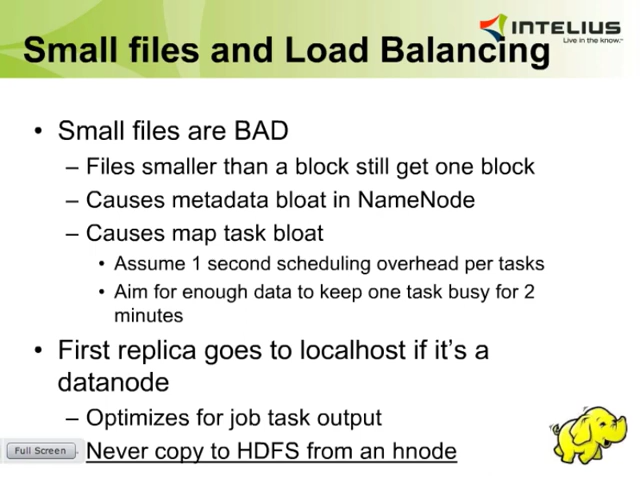 INTELIUS
Live in the know.™
Small files and Load Balancing
• Small files are BAD
– Files smaller than a block still get one block
– Causes metadata bloat in NameNode
– Causes map task bloat
• Assume 1 second scheduling overhead per tasks
• Aim for enough data to keep one task busy for 2
minutes
• First replica goes to localhost if it's a
datanode
– Optimizes for job task output
Full Screen
Never copy to HDFS from an hnode